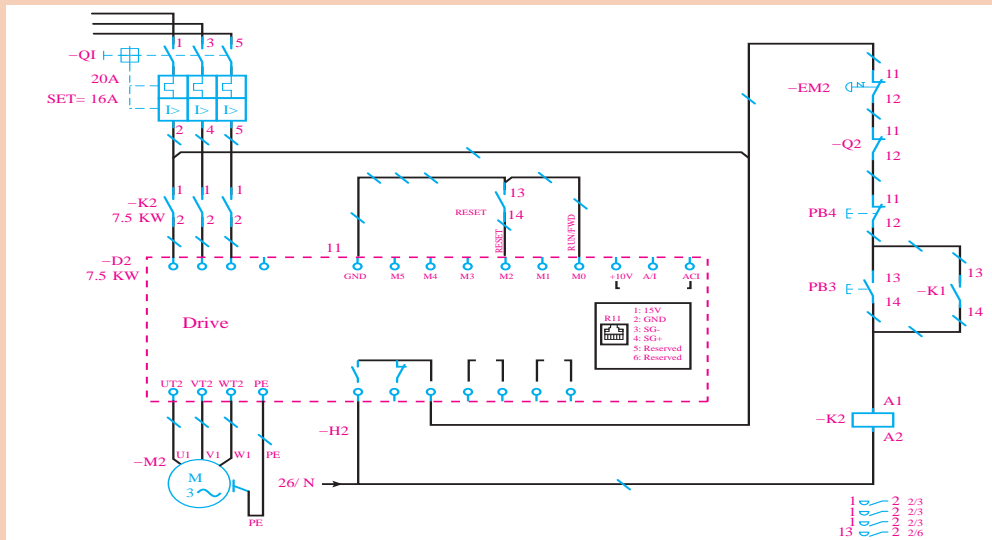 1 3 5
–QI
20A
SET= 16A
I> I> I>
2 4 5
11
–EM2
12
11
–Q2
12
1 1 1
–K2
7.5 KW
2 2 2
13
RESET
14
11
PB4
12
RESET
RUN/FWD
11
–D2
7.5 KW
GND M5 M4 M3 M2 M1 M0 +10V A/I ACI
13
13
PB3
–K1
14
14
Drive
R11
1: 15V
2: GND
3: SG-
4: SG+
5: Reserved
6: Reserved
UT2 VT2 WT2 PE
–H2
A1
–K2
A2
–M2
U1 V1 W1 PE
M
3
26/ N
PE
1 2 2/3
1 2 2/3
1 2 2/3
13 2 2/6